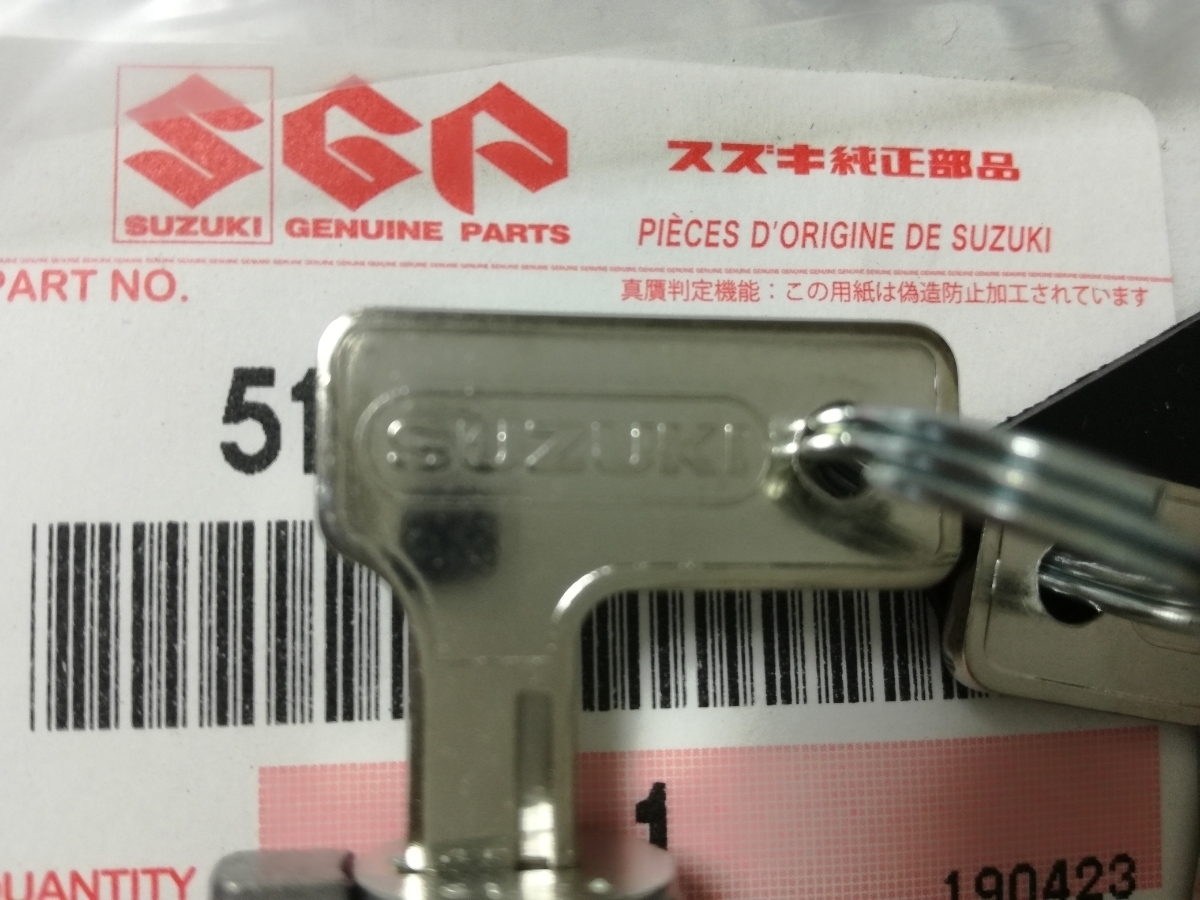 SGP
SUZUKI
GENUINE PARTS
スズキ純正部品
PIÈCES D'ORIGINE DE SUZUKI
PART NO.
真贋判定機能：この用紙は偽造防止加工されています
51
SUZUKI
1
QUANTITY
190423